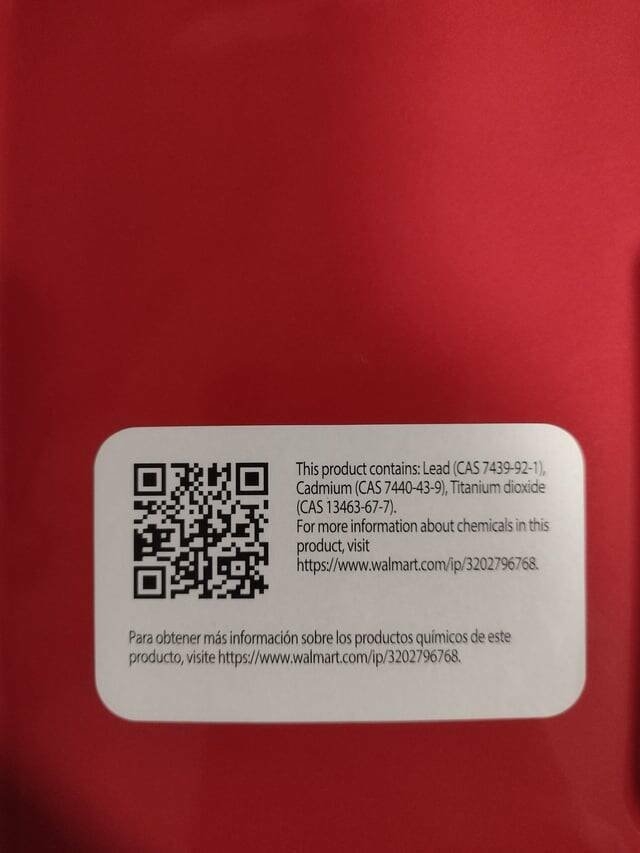 This product contains: Lead (CAS 7439-92-1),
Cadmium (CAS 7440-43-9), Titanium dioxide
(CAS 13463-67-7).
For more information about chemicals in this
product, visit
https://www.walmart.com/ip/3202796768.
Para obtener más información sobre los productos químicos de este
producto, visite https://www.walmart.com/ip/3202796768.